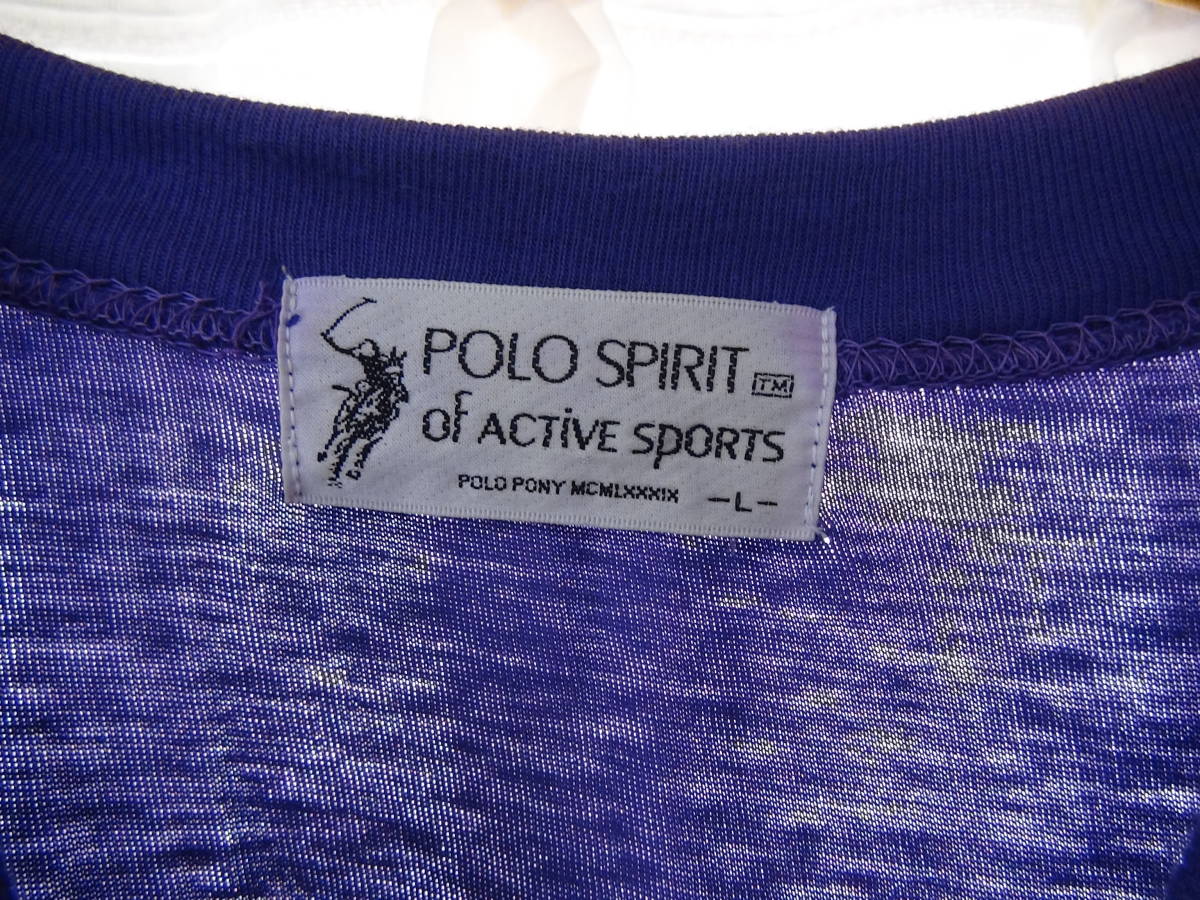 POLO SPIRIT TM
of ACTiVE SpORTS
POLO PONY MCMLXXXIX -L-